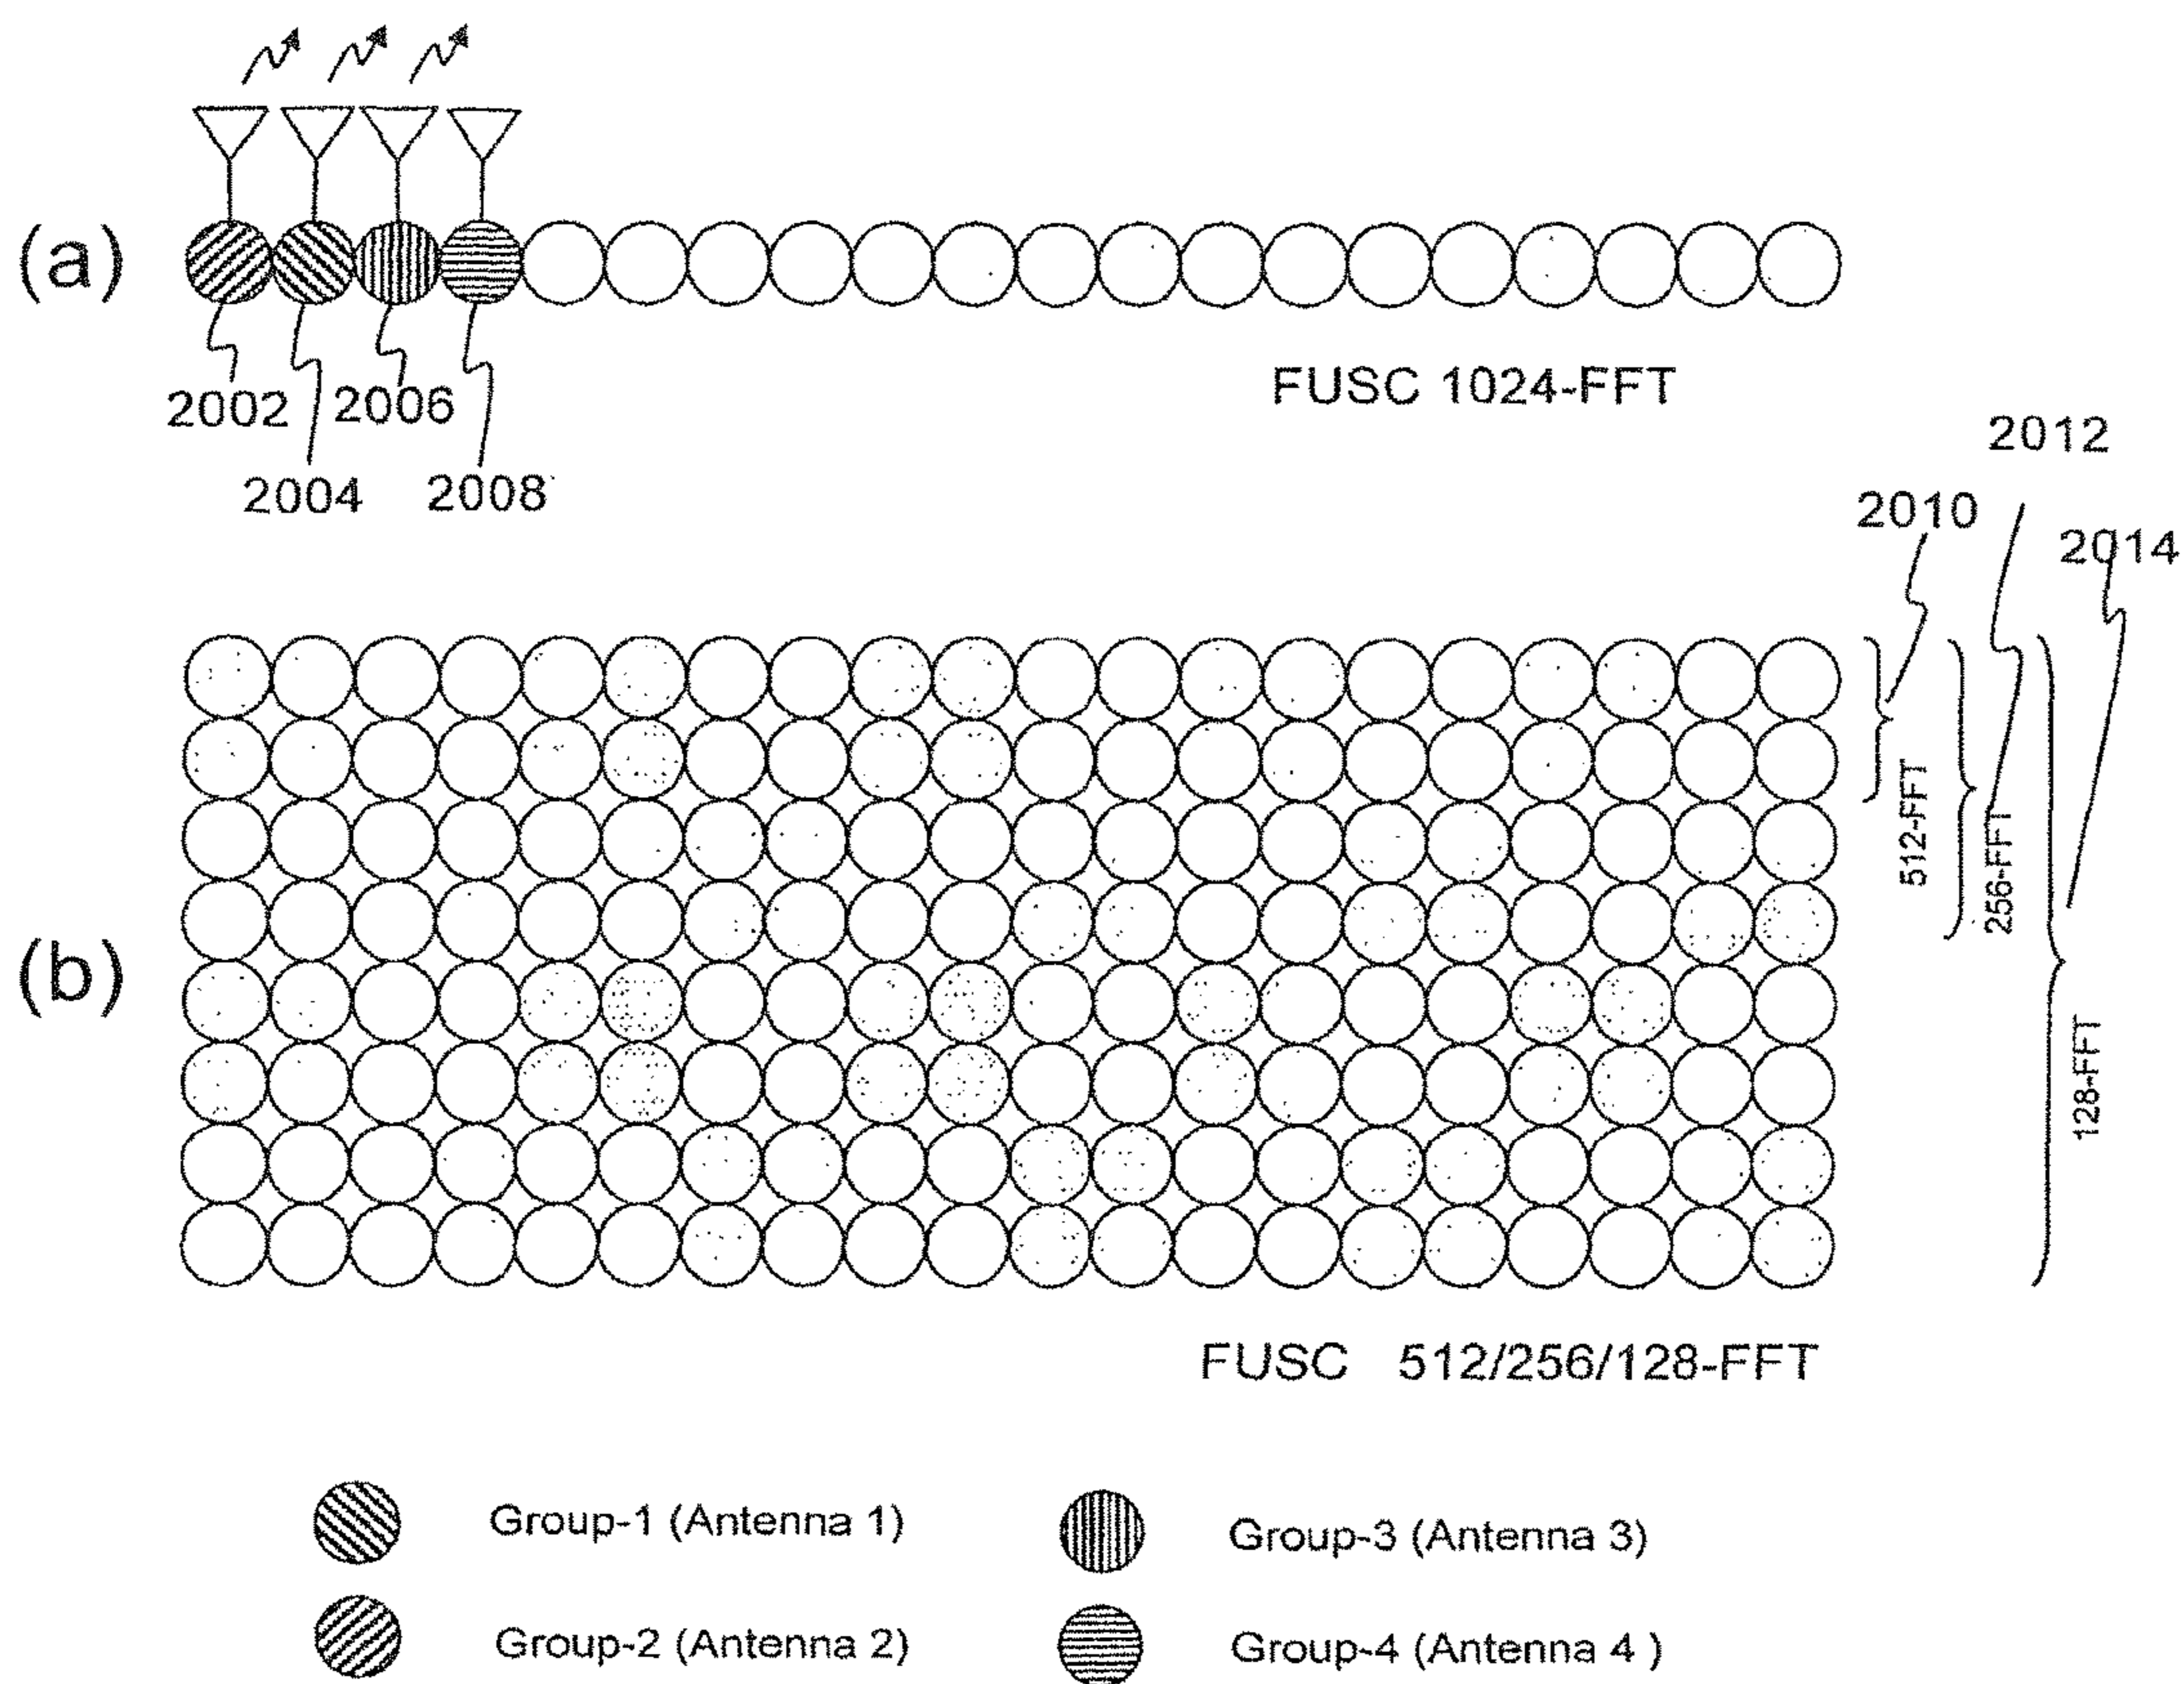 (a)
2002
2006
2004
2008
FUSC 1024-FFT
2012
2010
2014
(b)
512-FFT
256-FFT
128-FFT
FUSC 512/256/128-FFT
Group-1 (Antenna 1)
Group-3 (Antenna 3)
Group-2 (Antenna 2)
Group-4 (Antenna 4 )